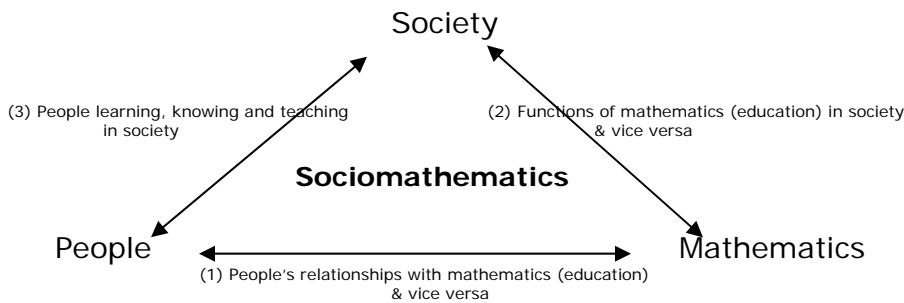 Society
(3) People learning, knowing and teaching
in society
(2) Functions of mathematics (education) in society
& vice versa
Sociomathematics
People
Mathematics
(1) People's relationships with mathematics (education)
& vice versa